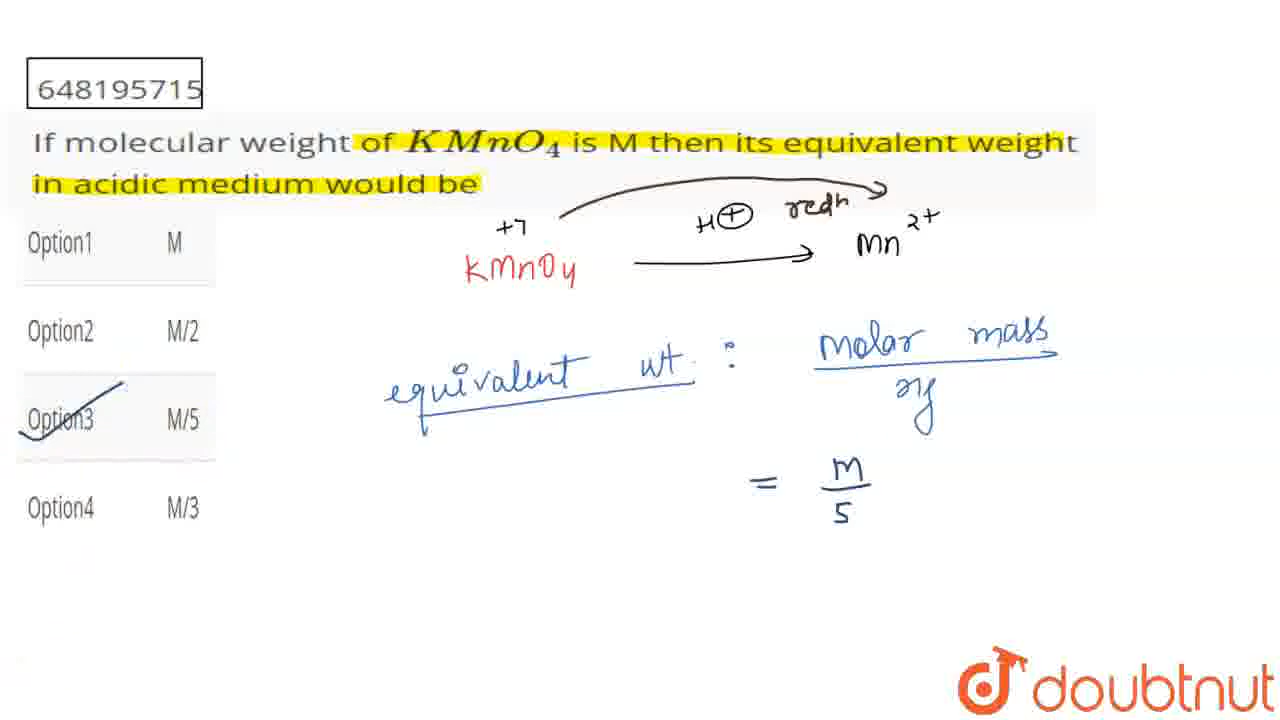 648195715
If molecular weight of KMnO4 is M then its equivalent weight
in acidic medium would be
Option1 M
Option2 M/2
Option3 M/5
Option4 M/3
+7 H+ redn
KMnO4 Mn2+
equivalent wt : molar mass
= M
5
doubtnut